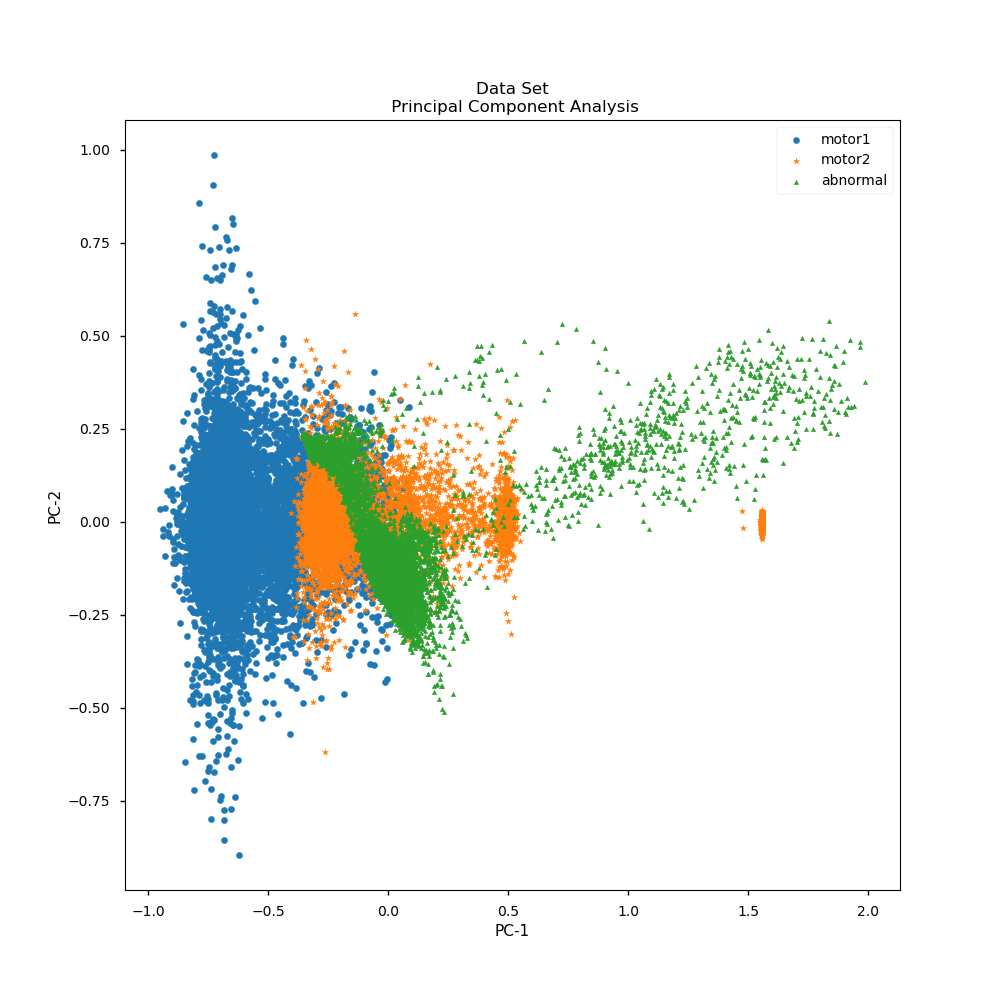 Data Set
Principal Component Analysis
motor1
motor2
abnormal
1.00
0.75
0.50
0.25
0.00
−0.25
−0.50
−0.75
PC-2
−1.0
−0.5
0.0
0.5
1.0
1.5
2.0
PC-1